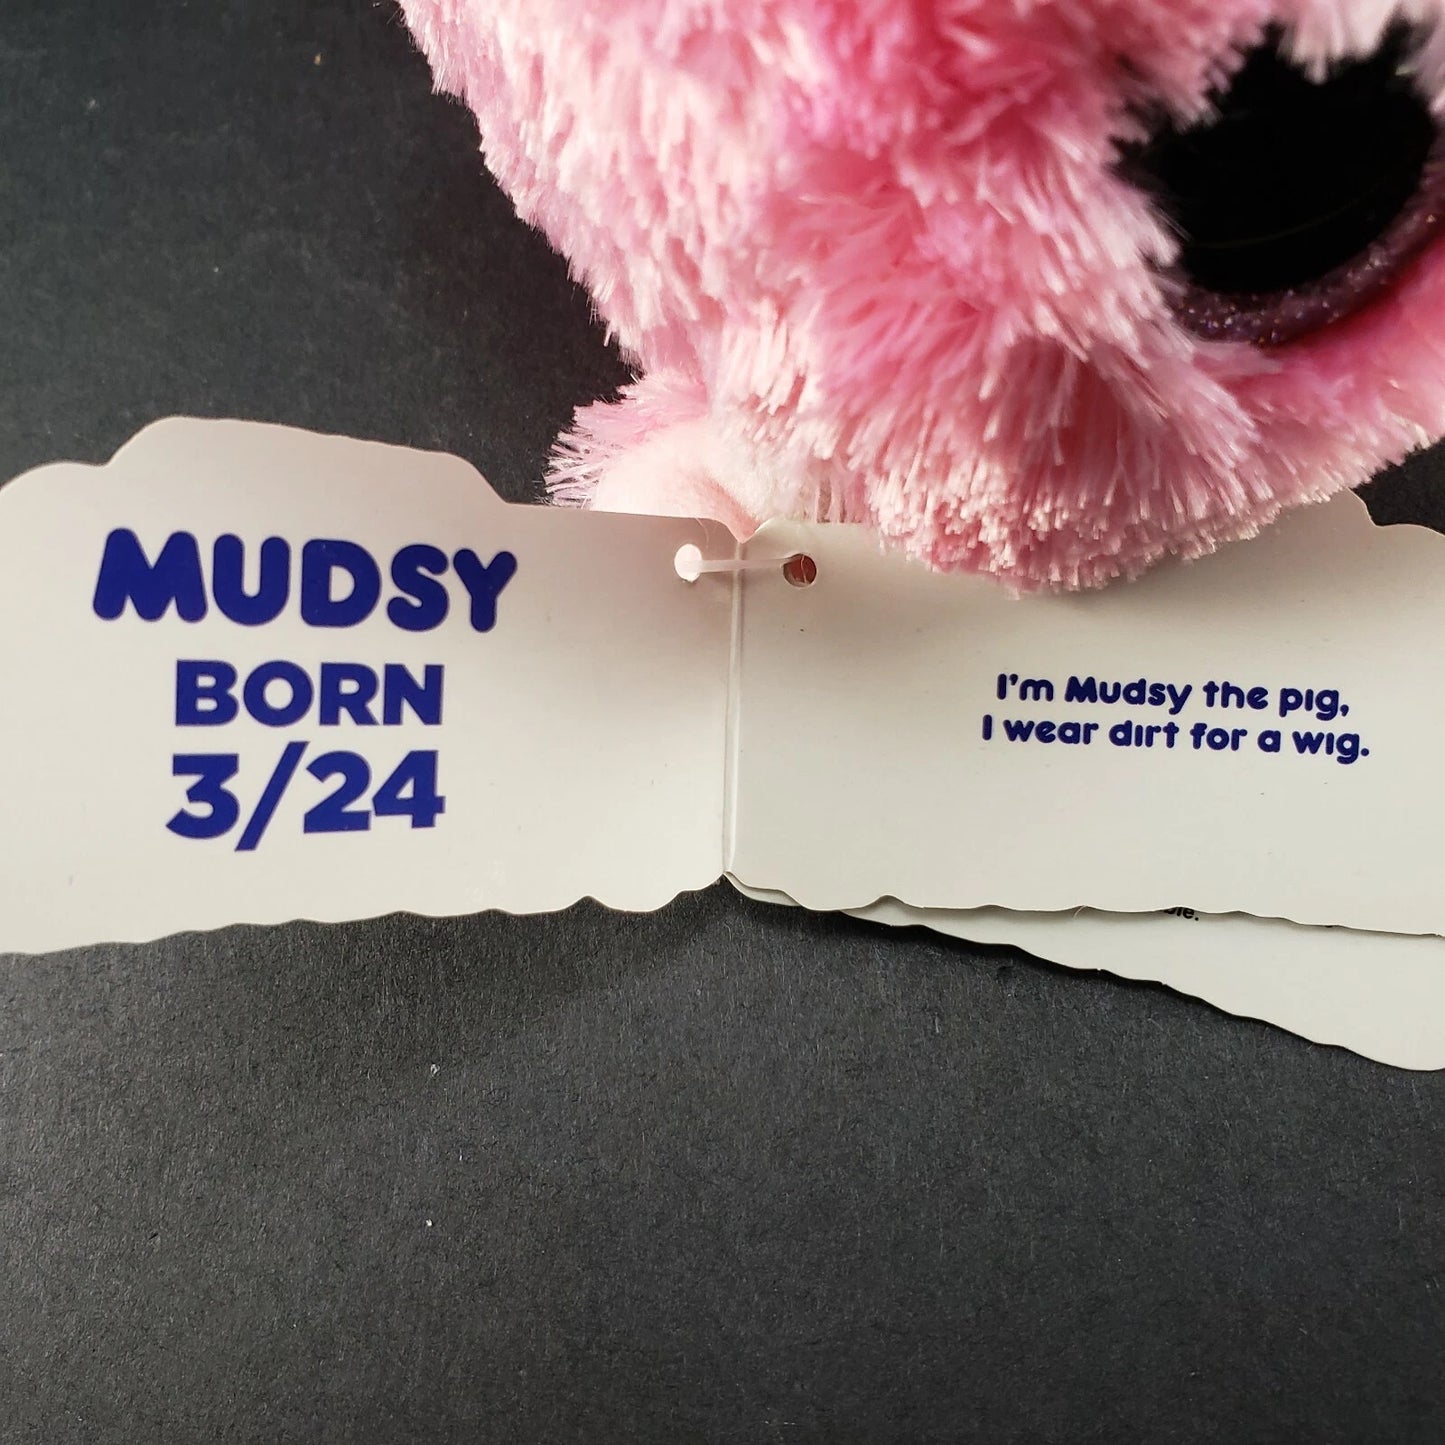 MUDSY
BORN
3/24
I'm Mudsy the pig,
I wear dirt for a wig.